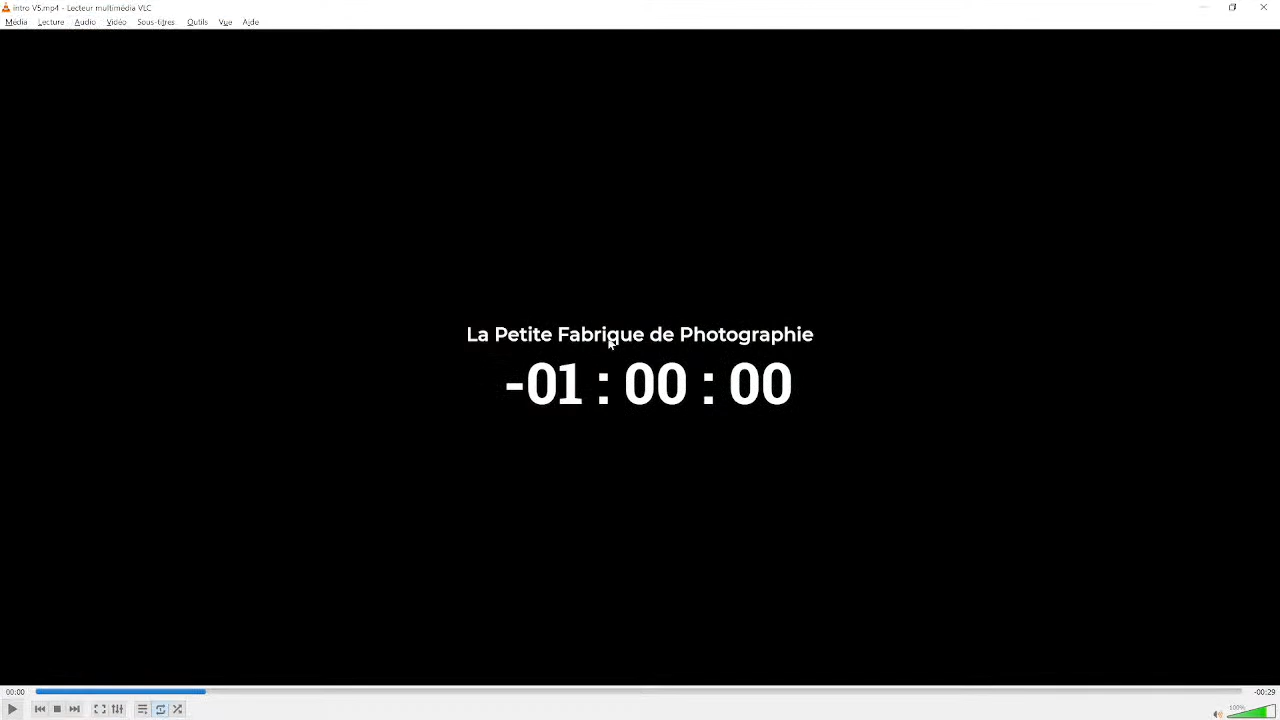 intro V5.mp4 - Lecteur multimédia VLC
Média Lecture Audio Vidéo Sous-titres Outils Vue Aide
La Petite Fabrique de Photographie
-01 : 00 : 00
00:00 -00:29
100%